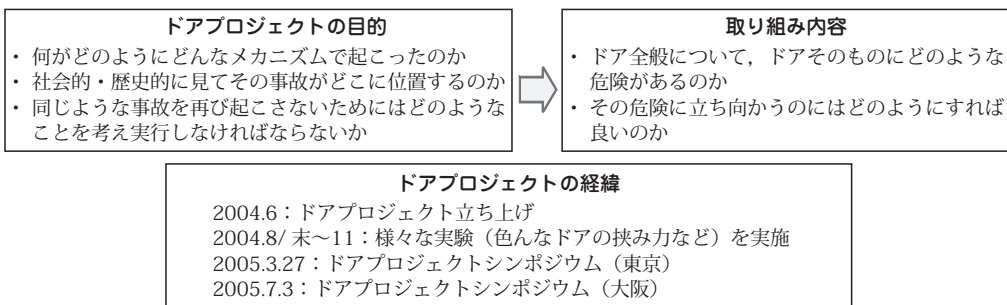 ドアプロジェクトの目的
・ 何がどのようにどんなメカニズムで起こったのか
・ 社会的・歴史的に見てその事故がどこに位置するのか
・ 同じような事故を再び起こさないためにはどのような
ことを考え実行しなければならないか
取り組み内容
・ ドア全般について，ドアそのものにどのような
危険があるのか
・ その危険に立ち向かうのにはどのようにすれば
良いのか
ドアプロジェクトの経緯
2004.6：ドアプロジェクト立ち上げ
2004.8/ 末～11：様々な実験（色んなドアの挟み力など）を実施
2005.3.27：ドアプロジェクトシンポジウム（東京）
2005.7.3：ドアプロジェクトシンポジウム（大阪）